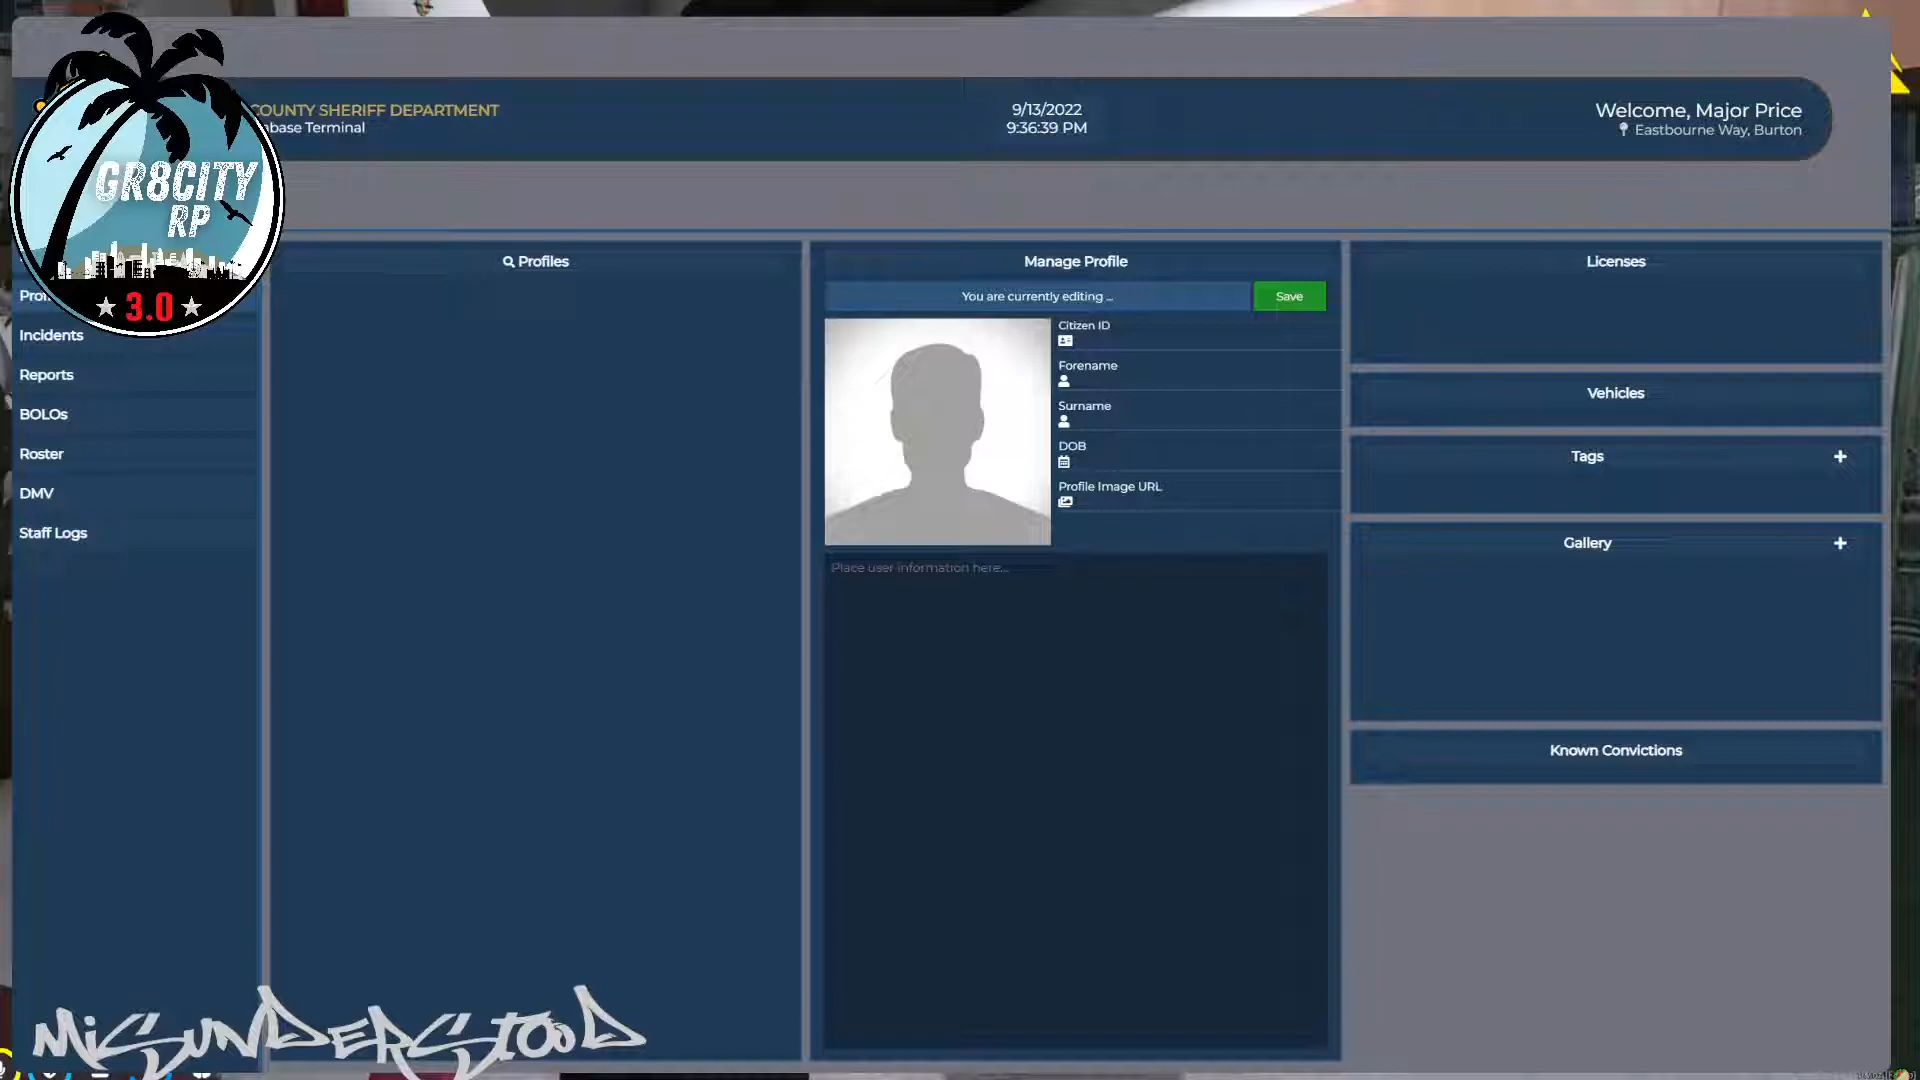 COUNTY SHERIFF DEPARTMENT
abase Terminal
9/13/2022
9:36:39 PM
Welcome, Major Price
Eastbourne Way, Burton
GR8CITY
RP
3.0
Incidents
Reports
BOLOs
Roster
DMV
Staff Logs
Profiles
Manage Profile
You are currently editing ...
Save
Citizen ID
Forename
Surname
DOB
Profile Image URL
Place user information here...
Licenses
Vehicles
Tags
Gallery
Known Convictions
MiSUNDERSTOOD